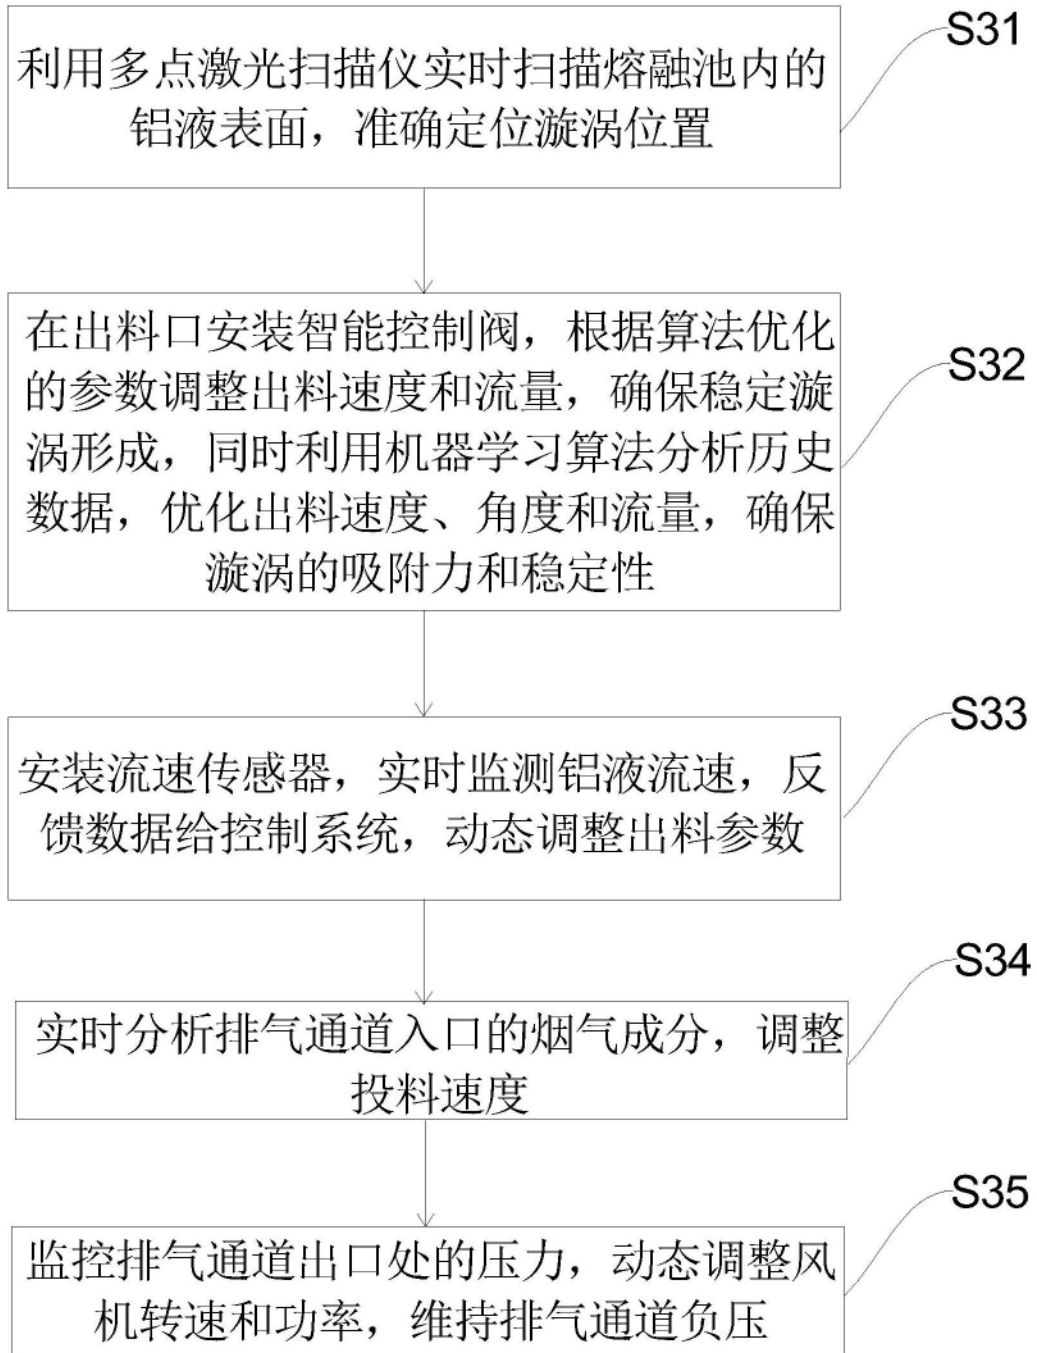 S31
利用多点激光扫描仪实时扫描熔融池内的
铝液表面，准确定位漩涡位置
S32
在出料口安装智能控制阀，根据算法优化
的参数调整出料速度和流量，确保稳定漩
涡形成，同时利用机器学习算法分析历史
数据，优化出料速度、角度和流量，确保
漩涡的吸附力和稳定性
S33
安装流速传感器，实时监测铝液流速，反
馈数据给控制系统，动态调整出料参数
S34
实时分析排气通道入口的烟气成分，调整
投料速度
S35
监控排气通道出口处的压力，动态调整风
机转速和功率，维持排气通道负压